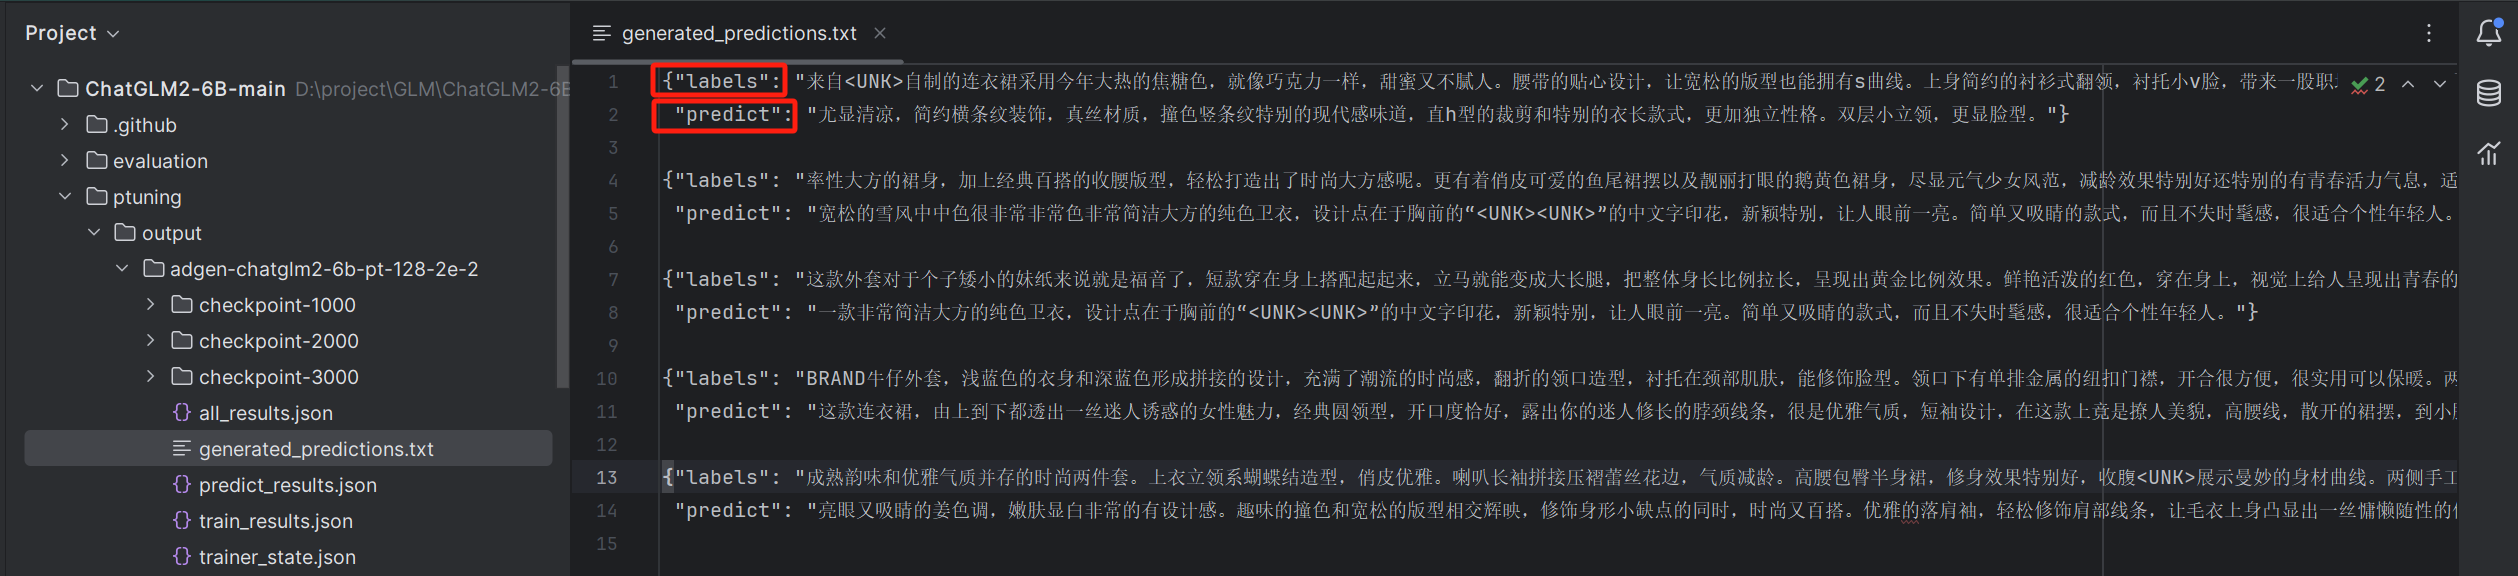 Project
ChatGLM2-6B-main D:\project\GLM\ChatGLM2-6B
.github
evaluation
ptuning
output
adgen-chatglm2-6b-pt-128-2e-2
checkpoint-1000
checkpoint-2000
checkpoint-3000
all_results.json
generated_predictions.txt
predict_results.json
train_results.json
trainer_state.json
generated_predictions.txt
2
1 {"labels": "来自<UNK>自制的连衣裙采用今年大热的焦糖色，就像巧克力一样，甜蜜又不腻人。腰带的贴心设计，让宽松的版型也能拥有s曲线。上身简约的衬衫式翻领，衬托小v脸，带来一股职
2 "predict": "尤显清凉，简约横条纹装饰，真丝材质，撞色竖条纹特别的现代感味道，直h型的裁剪和特别的衣长款式，更加独立性格。双层小立领，更显脸型。"}
3
4 {"labels": "率性大方的裙身，加上经典百搭的收腰版型，轻松打造出了时尚大方感呢。更有着俏皮可爱的鱼尾裙摆以及靓丽打眼的鹅黄色裙身，尽显元气少女风范，减龄效果特别好还特别的有青春活力气息，适
5 "predict": "宽松的雪风中中色很非常非常色非常简洁大方的纯色卫衣，设计点在于胸前的“<UNK><UNK>”的中文字印花，新颖特别，让人眼前一亮。简单又吸睛的款式，而且不失时髦感，很适合个性年轻人。
6
7 {"labels": "这款外套对于个子矮小的妹纸来说就是福音了，短款穿在身上搭配起起来，立马就能变成大长腿，把整体身长比例拉长，呈现出黄金比例效果。鲜艳活泼的红色，穿在身上，视觉上给人呈现出青春的
8 "predict": "一款非常简洁大方的纯色卫衣，设计点在于胸前的“<UNK><UNK>”的中文字印花，新颖特别，让人眼前一亮。简单又吸睛的款式，而且不失时髦感，很适合个性年轻人。"}
9
10 {"labels": "BRAND牛仔外套，浅蓝色的衣身和深蓝色形成拼接的设计，充满了潮流的时尚感，翻折的领口造型，衬托在颈部肌肤，能修饰脸型。领口下有单排金属的纽扣门襟，开合很方便，很实用可以保暖。两
11 "predict": "这款连衣裙，由上到下都透出一丝迷人诱惑的女性魅力，经典圆领型，开口度恰好，露出你的迷人修长的脖颈线条，很是优雅气质，短袖设计，在这款上竟是撩人美貌，高腰线，散开的裙摆，到小腿
12
13 {"labels": "成熟韵味和优雅气质并存的时尚两件套。上衣立领系蝴蝶结造型，俏皮优雅。喇叭长袖拼接压褶蕾丝花边，气质减龄。高腰包臀半身裙，修身效果特别好，收腹<UNK>展示曼妙的身材曲线。两侧手工
14 "predict": "亮眼又吸睛的姜色调，嫩肤显白非常的有设计感。趣味的撞色和宽松的版型相交辉映，修饰身形小缺点的同时，时尚又百搭。优雅的落肩袖，轻松修饰肩部线条，让毛衣上身凸显出一丝慵懒随性的
15